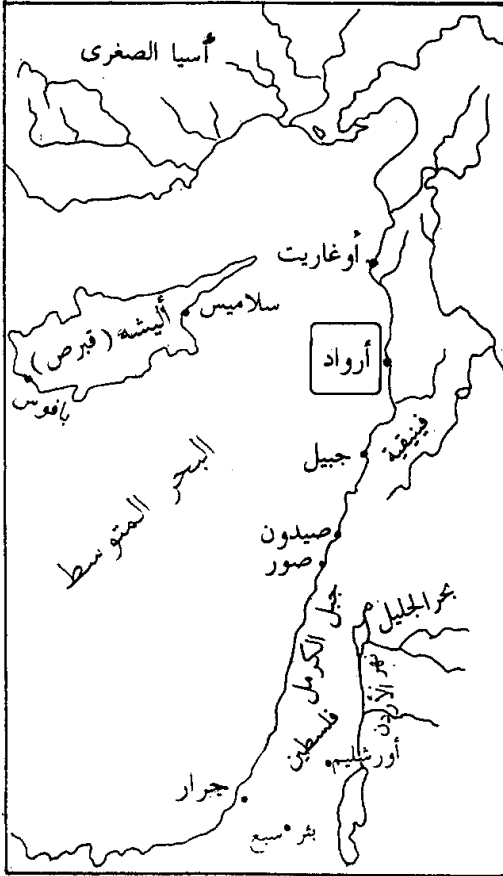 أسيا الصغرى
أوغاريت
سلاميس
أليشه (قبرص)
أرواد
بافوس
فينيقية
جبيل
البحر المتوسط
صيدون
صور
بحر الجليل
جبل الكرمل
نهر الأردن
فلسطين
أورشليم
جرار
بئر سبع